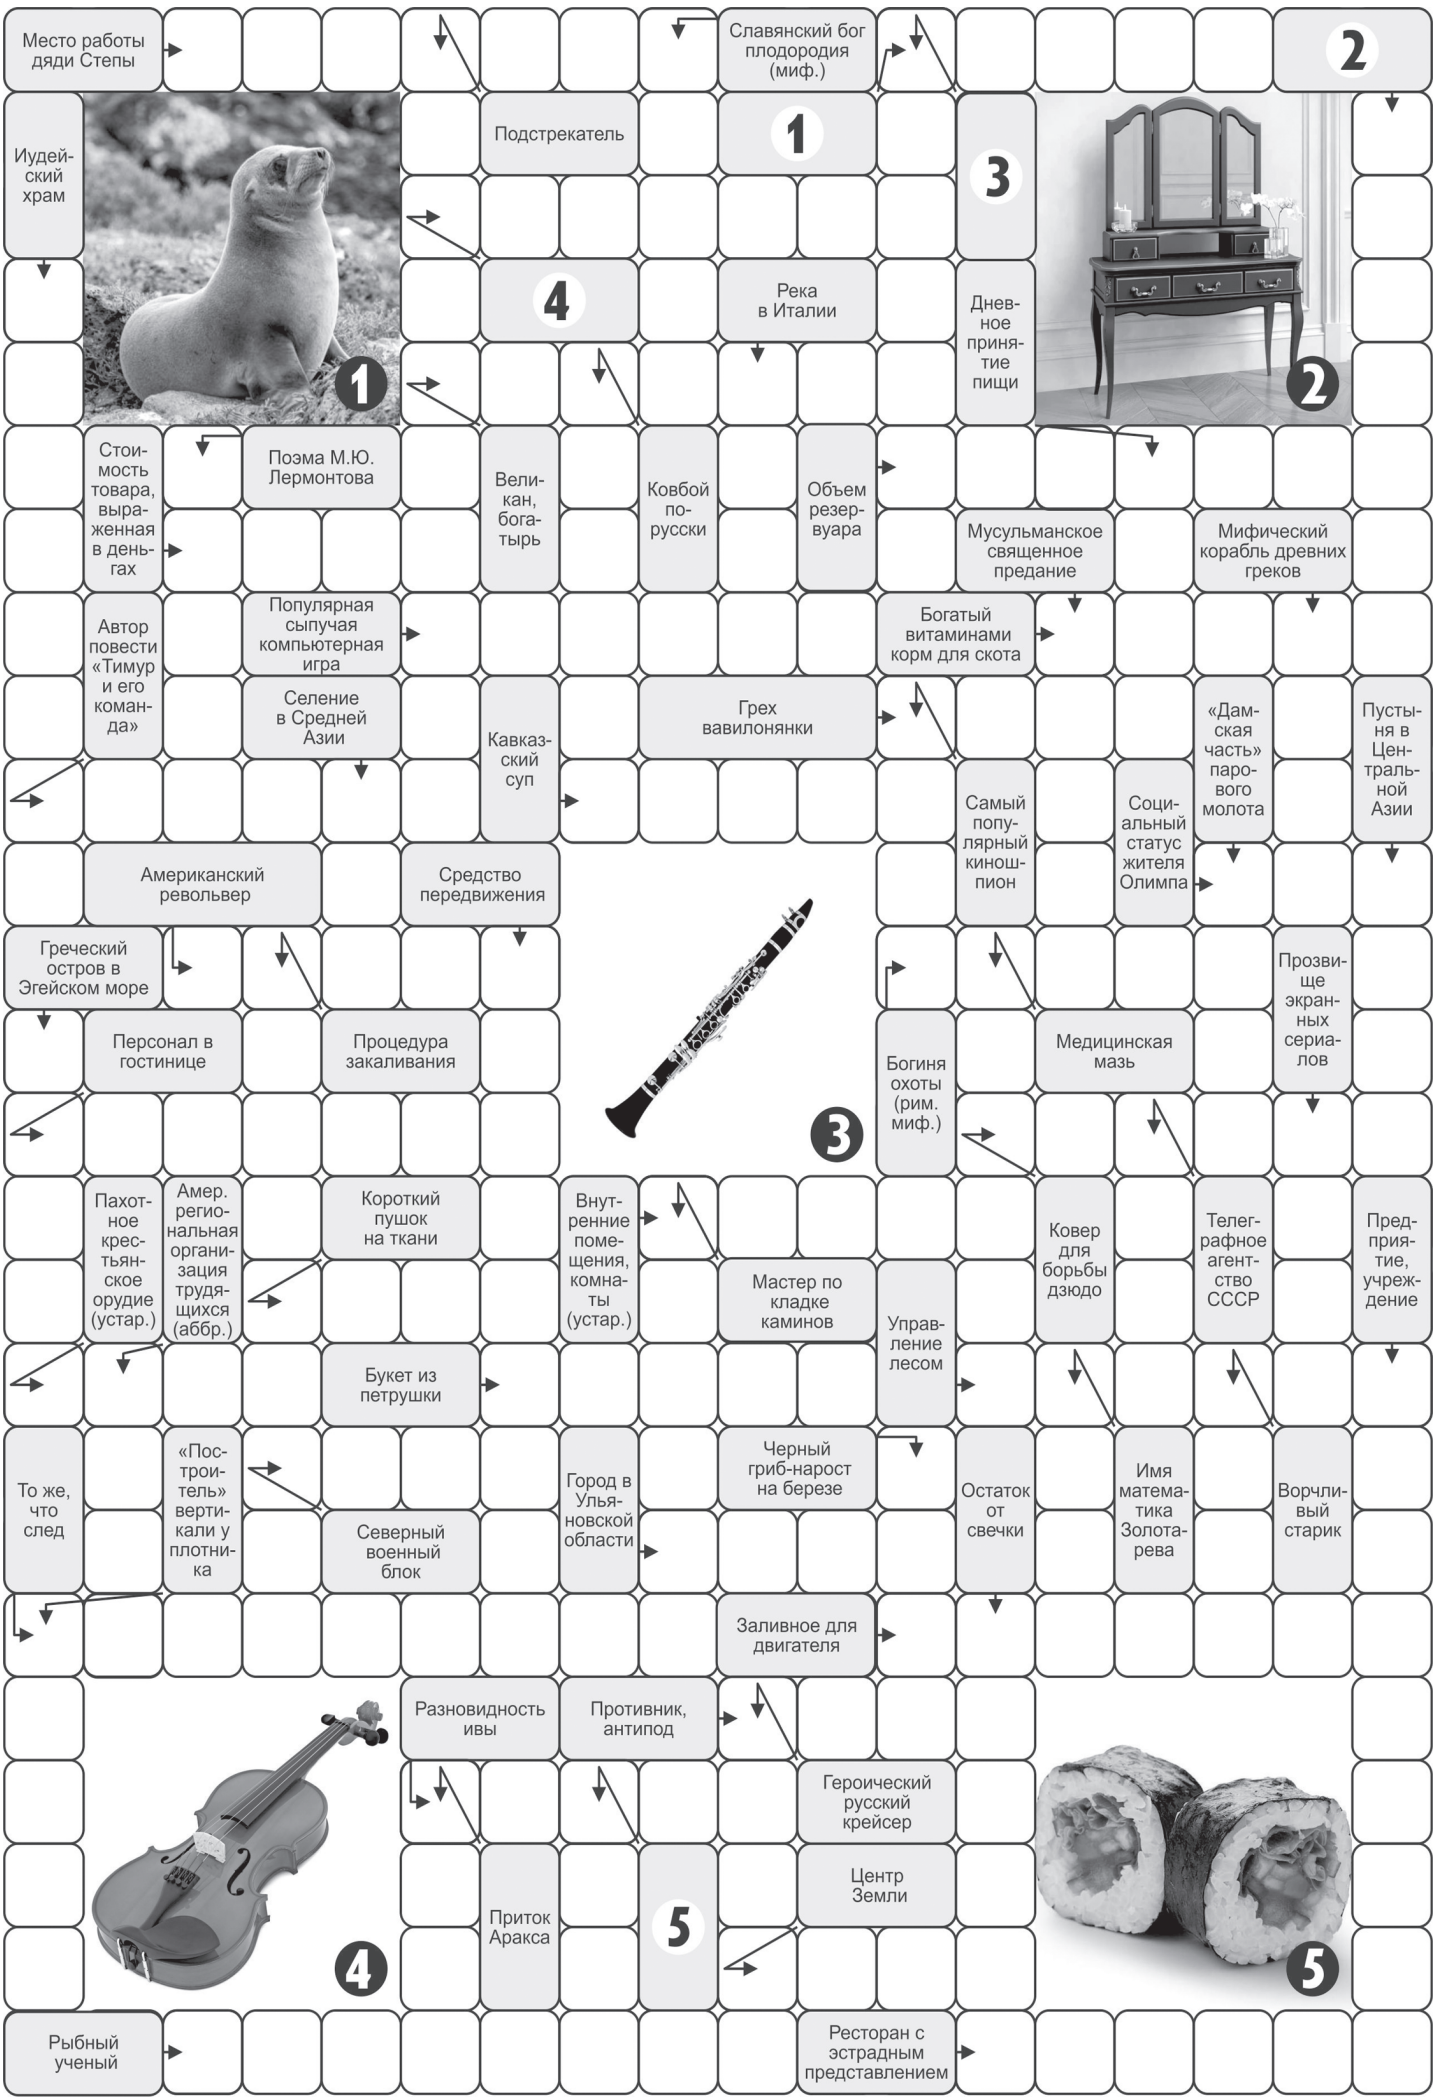 Место работы
дяди Степы
Славянский бог
плодородия
(миф.)
2
Иудей-
ский
храм
Подстрекатель
1
3
4
Река
в Италии
Днев-
ное
приня-
тие
пищи
1
2
Стои-
мость
товара,
выра-
женная
в день-
гах
Поэма М.Ю.
Лермонтова
Вели-
кан,
бога-
тырь
Ковбой
по-
русски
Объем
резер-
вуара
Мусульманское
священное
предание
Мифический
корабль древних
греков
Автор
повести
«Тимур
и его
коман-
да»
Популярная
сыпучая
компьютерная
игра
Богатый
витаминами
корм для скота
Селение
в Средней
Азии
Кавказ-
ский
суп
Грех
вавилонянки
«Дам-
ская
часть»
паро-
вого
молота
Пусты-
ня в
Цен-
траль-
ной
Азии
Самый
попу-
лярный
кинош-
пион
Соци-
альный
статус
жителя
Олимпа
Американский
револьвер
Средство
передвижения
Греческий
остров в
Эгейском море
Прозви-
ще
экран-
ных
сериа-
лов
Персонал в
гостинице
Процедура
закаливания
Богиня
охоты
(рим.
миф.)
Медицинская
мазь
3
Пахот-
ное
крес-
тьян-
ское
орудие
(устар.)
Амер.
регио-
нальная
органи-
зация
трудя-
щихся
(аббр.)
Короткий
пушок
на ткани
Внут-
ренние
поме-
щения,
комна-
ты
(устар.)
Ковер
для
борьбы
дзюдо
Телег-
рафное
агент-
ство
СССР
Пред-
прия-
тие,
учреж-
дение
Мастер по
кладке
каминов
Управ-
ление
лесом
Букет из
петрушки
То же,
что
след
«Пос-
трои-
тель»
верти-
кали у
плотни-
ка
Город в
Улья-
новской
области
Черный
гриб-нарост
на березе
Остаток
от
свечки
Имя
матема-
тика
Золота-
рева
Ворчли-
вый
старик
Северный
военный
блок
Заливное для
двигателя
Разновидность
ивы
Противник,
антипод
Героический
русский
крейсер
Приток
Аракса
5
Центр
Земли
4
5
Рыбный
ученый
Ресторан с
эстрадным
представлением